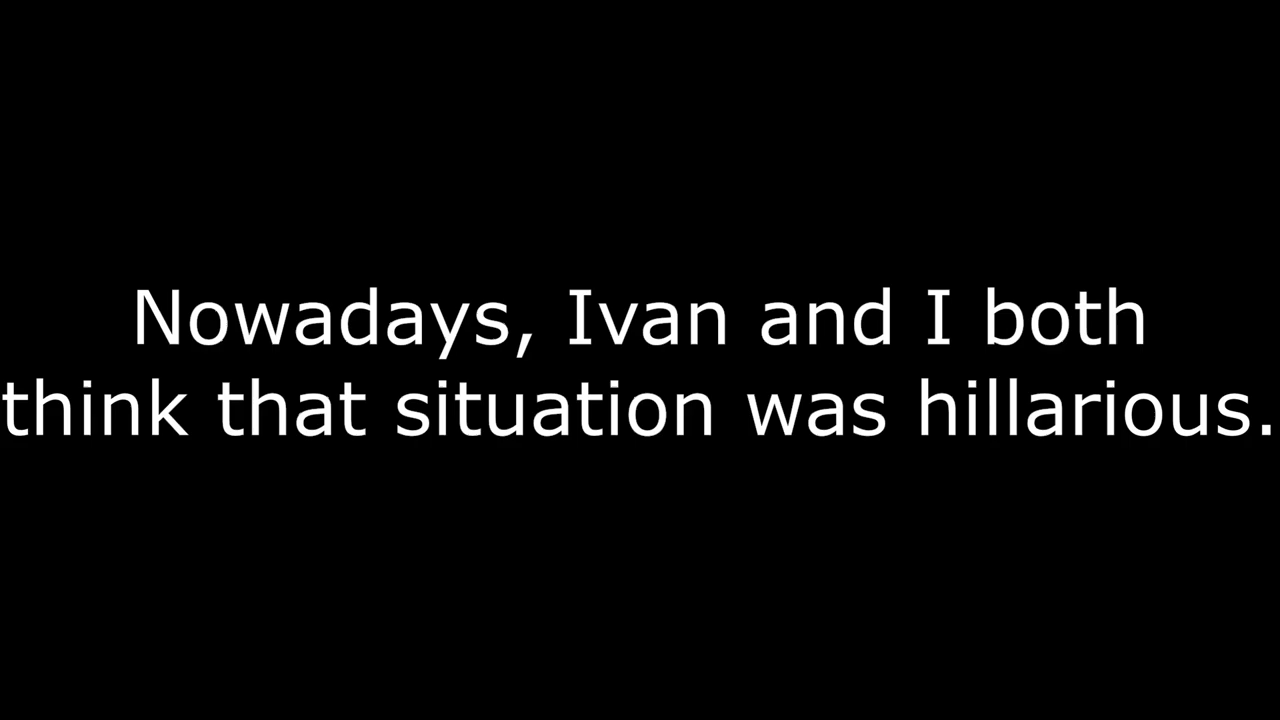 Nowadays, Ivan and I both
think that situation was hillarious.